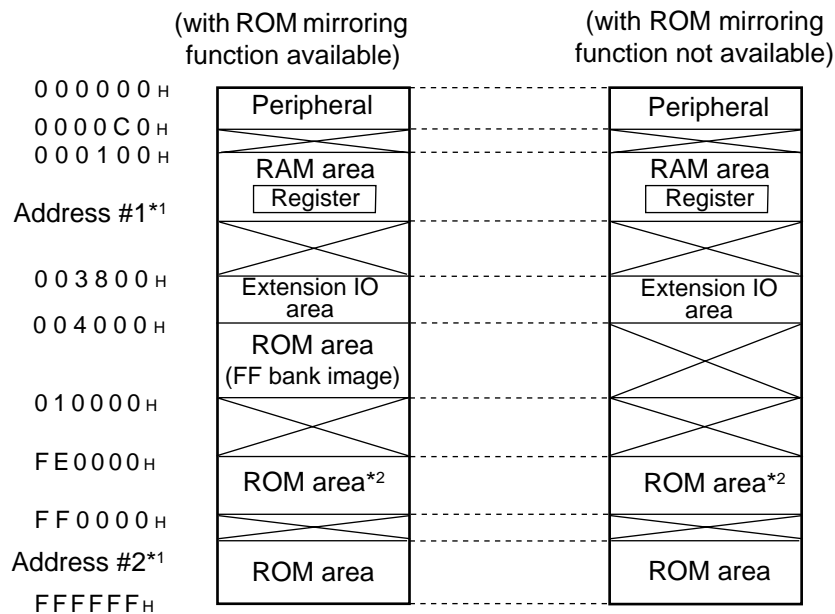 (with ROM mirroring
function available)
(with ROM mirroring
function not available)
000000H
Peripheral
Peripheral
0000C0H
000100H
RAM area
Register
RAM area
Register
Address #1*1
003800H
Extension IO
area
Extension IO
area
004000H
ROM area
(FF bank image)
010000H
FE0000H
ROM area*2
ROM area*2
FF0000H
Address #2*1
ROM area
ROM area
FFFFFFH